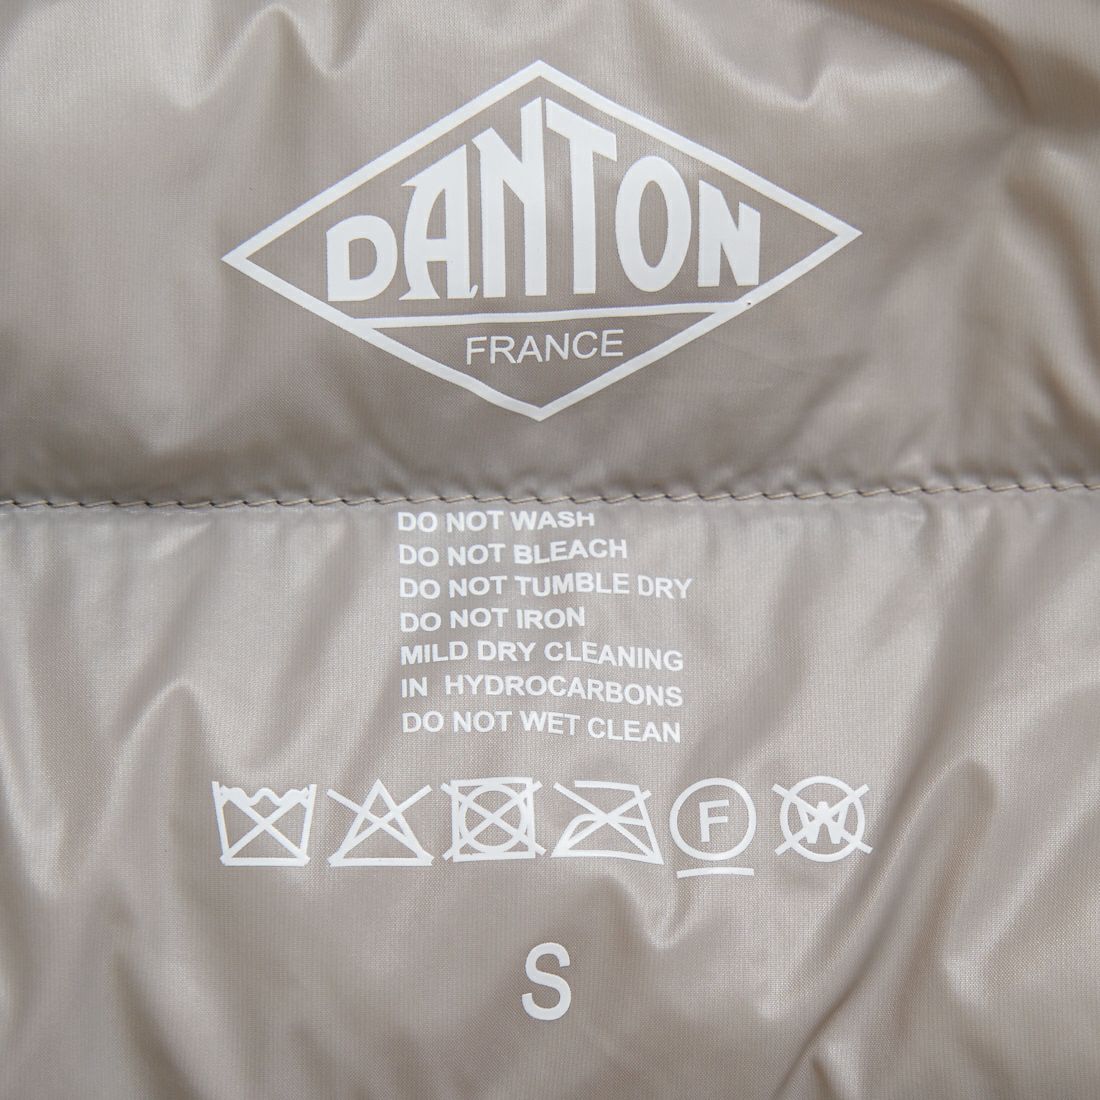 DANTON
FRANCE
DO NOT WASH
DO NOT BLEACH
DO NOT TUMBLE DRY
DO NOT IRON
MILD DRY CLEANING
IN HYDROCARBONS
DO NOT WET CLEAN
F W
S